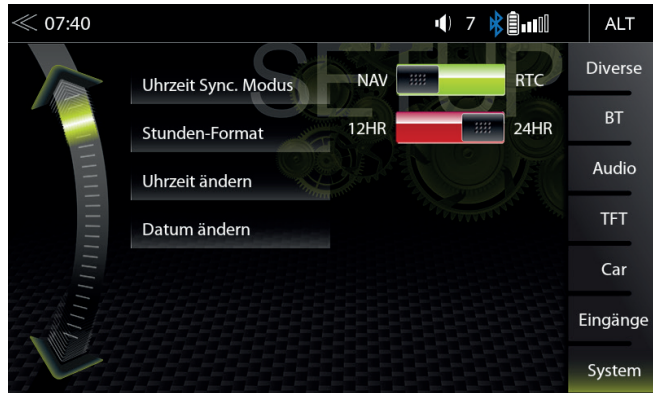 07:40
7
ALT
SETUP
Uhrzeit Sync. Modus
NAV
RTC
Stunden-Format
12HR
24HR
Uhrzeit ändern
Datum ändern
Diverse
BT
Audio
TFT
Car
Eingänge
System